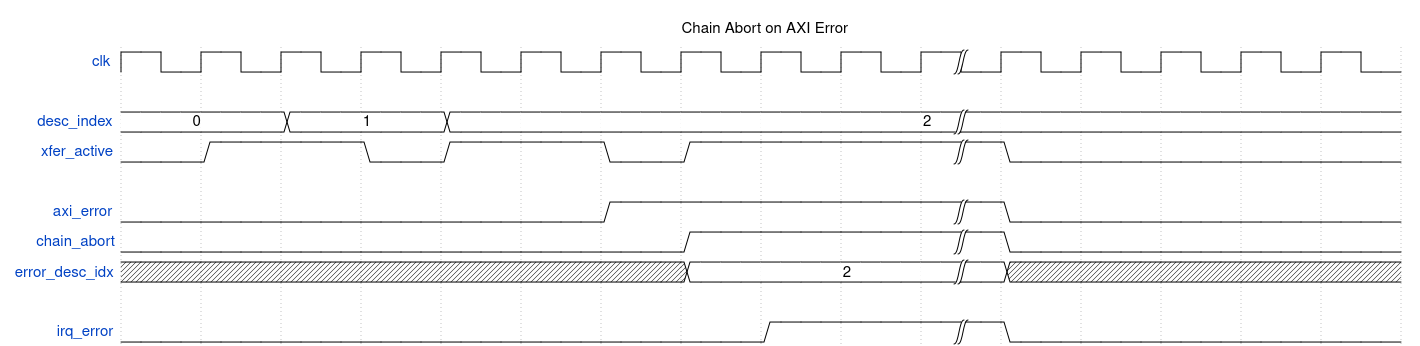 Chain Abort on AXI Error
clk
desc_index 0 1 2
xfer_active
axi_error
chain_abort
error_desc_idx 2
irq_error